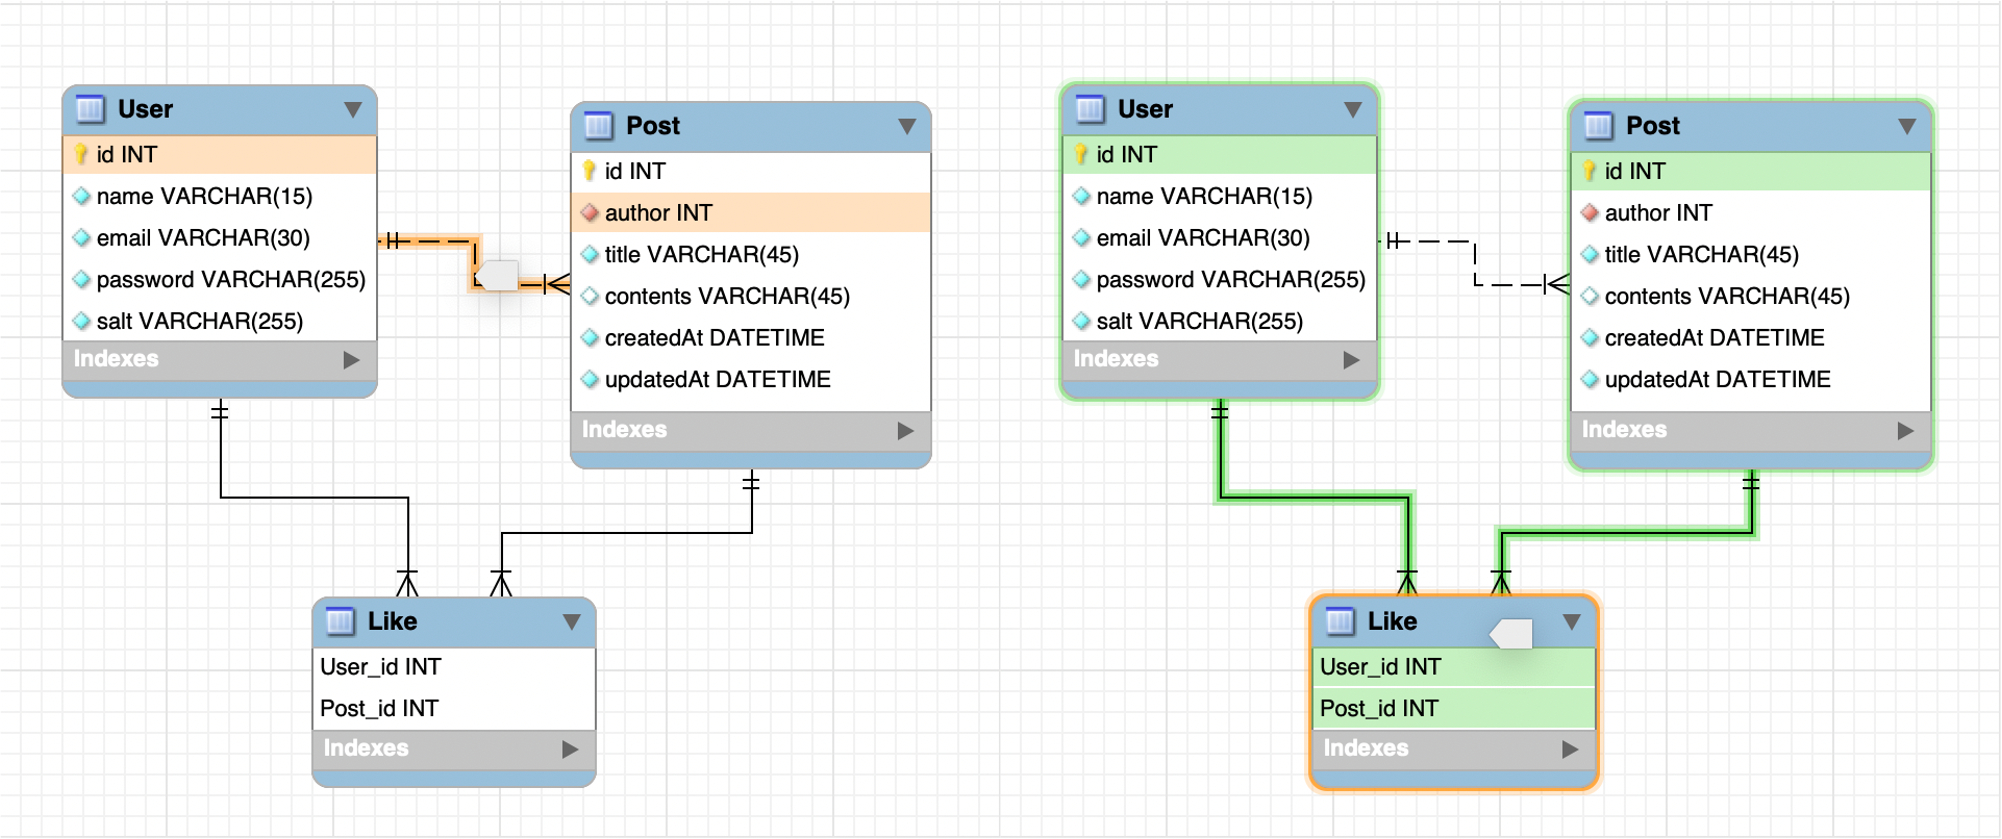 User
id INT
name VARCHAR(15)
email VARCHAR(30)
password VARCHAR(255)
salt VARCHAR(255)
Indexes
Post
id INT
author INT
title VARCHAR(45)
contents VARCHAR(45)
createdAt DATETIME
updatedAt DATETIME
Indexes
Like
User_id INT
Post_id INT
Indexes
User
id INT
name VARCHAR(15)
email VARCHAR(30)
password VARCHAR(255)
salt VARCHAR(255)
Indexes
Post
id INT
author INT
title VARCHAR(45)
contents VARCHAR(45)
createdAt DATETIME
updatedAt DATETIME
Indexes
Like
User_id INT
Post_id INT
Indexes